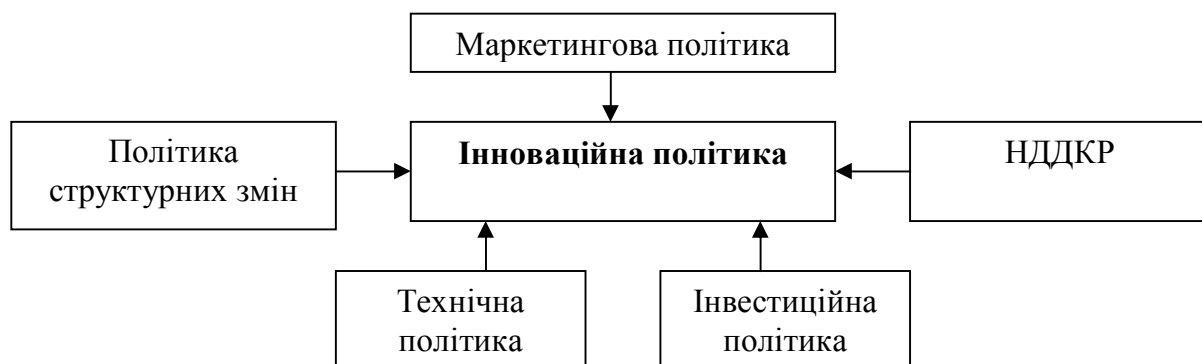 Маркетингова політика
Політика
структурних змін
Інноваційна політика
НДДКР
Технічна
політика
Інвестиційна
політика